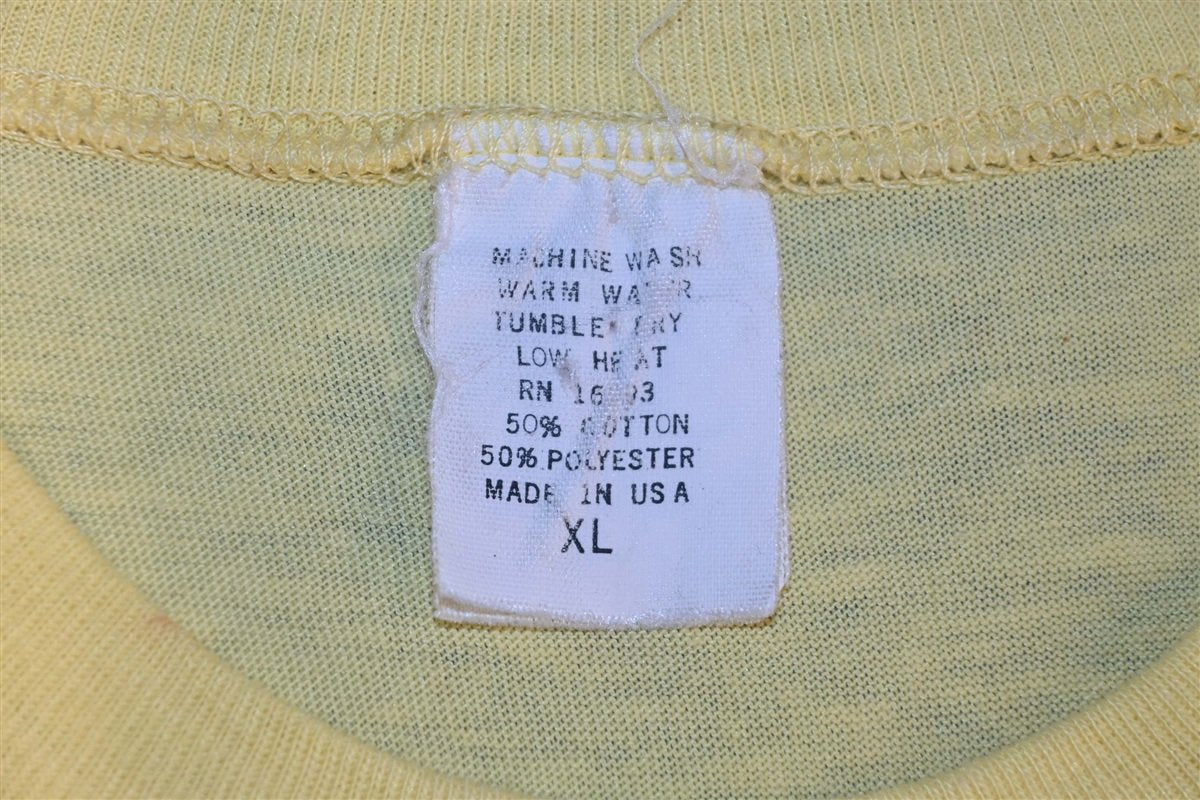 MACHINE WASH
WARM WATER
TUMBLE DRY
LOW HEAT
RN
50% COTTON
50% POLYESTER
MADE IN USA
XL